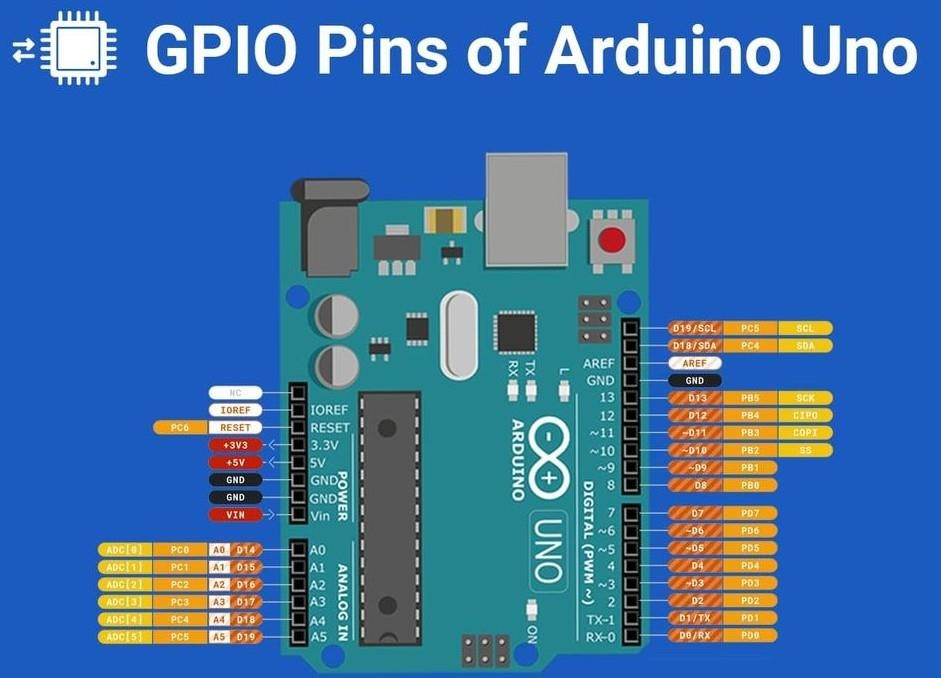 GPIO Pins of Arduino Uno
D19/SCL PC5 SCL
D18/SDA PC4 SDA
AREF AREF
GND GND
13 D13 PB5 SCK
12 D12 PB4 CIPO
~11 ~D11 PB3 COPI
~10 ~D10 PB2 SS
~9 ~D9 PB1
8 D8 PB0
7 D7 PD7
~6 ~D6 PD6
~5 ~D5 PD5
4 D4 PD4
~3 ~D3 PD3
2 D2 PD2
TX-1 D1/TX PD1
RX-0 D0/RX PD0
NC
IOREF IOREF
PC6 RESET RESET
+3V3 3.3V
+5V 5V
GND GND
GND GND
VIN Vin
ADC[0] PC0 A0 D14 A0
ADC[1] PC1 A1 D15 A1
ADC[2] PC2 A2 D16 A2
ADC[3] PC3 A3 D17 A3
ADC[4] PC4 A4 D18 A4
ADC[5] PC5 A5 D19 A5
POWER
ANALOG IN
RX
TX
L
ARDUINO
UNO
DIGITAL (PWM ~)
ON